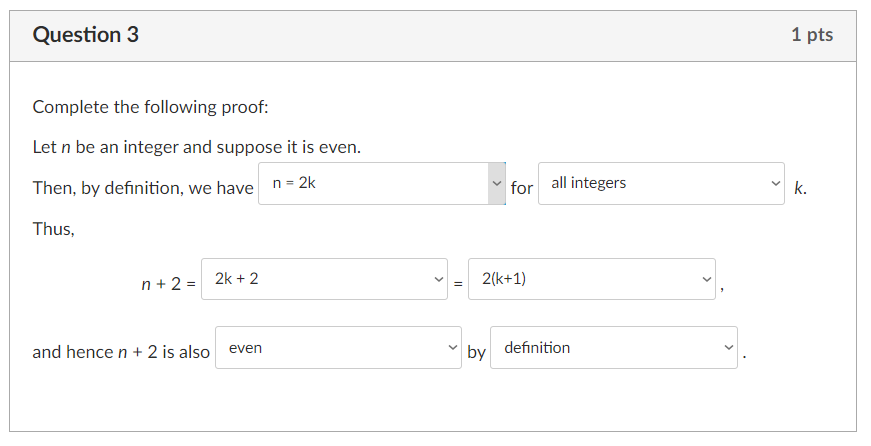 Question 3 1 pts
Complete the following proof:
Let n be an integer and suppose it is even.
Then, by definition, we have n = 2k for all integers k.
Thus,
n + 2 = 2k + 2 = 2(k+1) ,
and hence n + 2 is also even by definition .